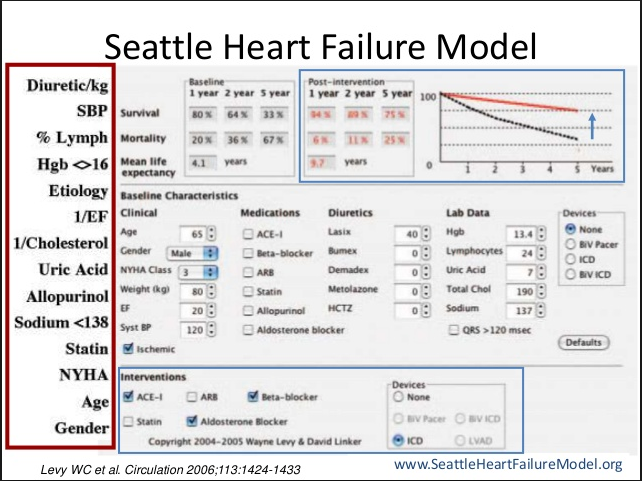 Seattle Heart Failure Model
Diuretic/kg
SBP
% Lymph
Hgb <>16
Etiology
1/EF
1/Cholesterol
Uric Acid
Allopurinol
Sodium <138
Statin
NYHA
Age
Gender
Baseline
1 year 2 year 5 year
Post-intervention
1 year 2 year 5 year
Survival 80 % 64 % 33 % 94 % 89 % 75 %
Mortality 20 % 36 % 67 % 6 % 11 % 25 %
Mean life expectancy 4.1 years 9.7 years
100
0
1 2 3 4 5 Years
Baseline Characteristics
Clinical
Age 65
Gender Male
NYHA Class 3
Weight (kg) 80
EF 20
Syst BP 120
Ischemic
Medications
ACE-I
Beta-blocker
ARB
Statin
Allopurinol
Aldosterone blocker
Diuretics
Lasix 40
Bumex 0
Demadex 0
Metolazone 0
HCTZ 0
Lab Data
Hgb 13.4
Lymphocytes 24
Uric Acid 7
Total Chol 190
Sodium 137
QRS >120 msec
Devices
None
BiV Pacer
ICD
BiV ICD
Defaults
Interventions
ACE-I ARB Beta-blocker
Statin Aldosterone Blocker
Devices
None
BiV Pacer BiV ICD
ICD LVAD
Copyright 2004-2005 Wayne Levy & David Linker
Levy WC et al. Circulation 2006;113:1424-1433
www.SeattleHeartFailureModel.org